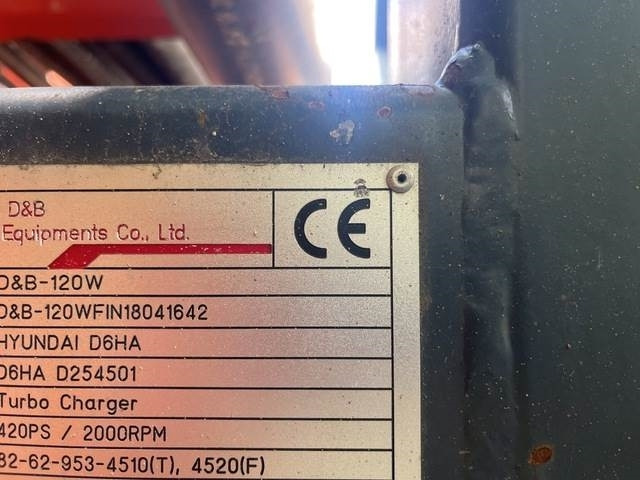 D&B
Equipments Co., Ltd.
CE
D&B-120W
D&B-120WFIN18041642
HYUNDAI D6HA
D6HA D254501
Turbo Charger
420PS / 2000RPM
82-62-953-4510(T), 4520(F)